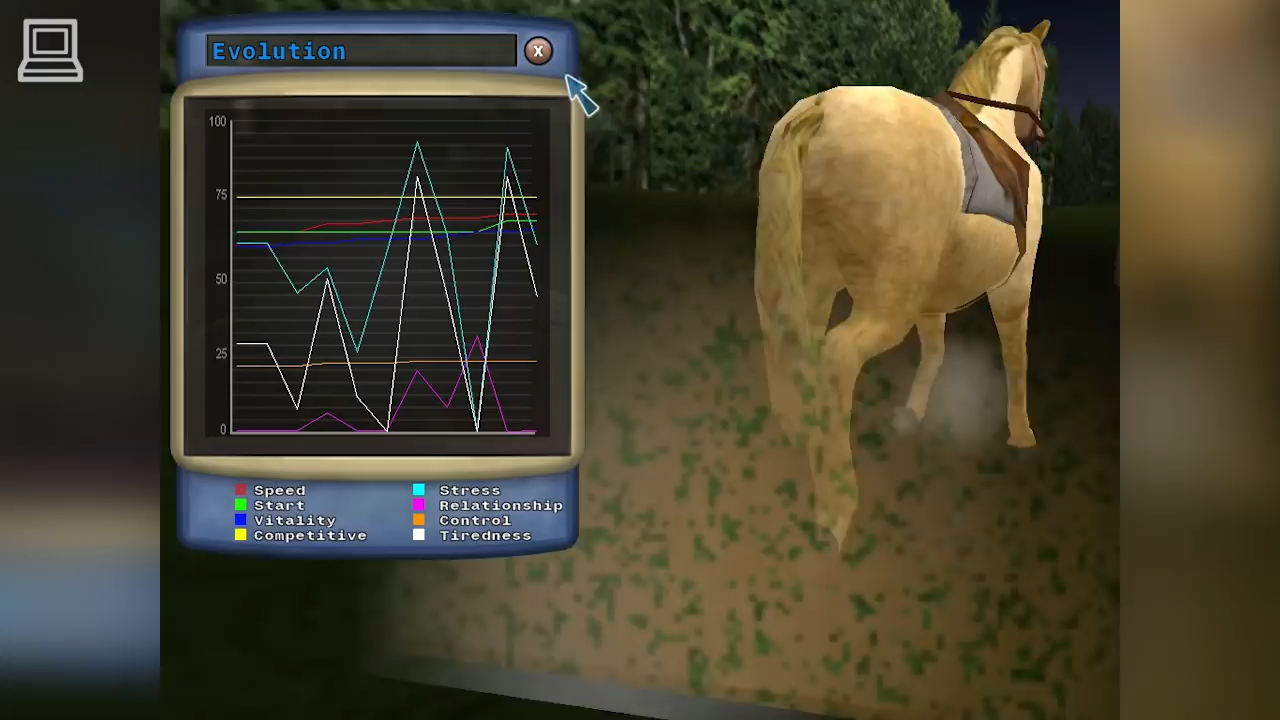 Evolution
X
100
75
50
25
0
Speed
Start
Vitality
Competitive
Stress
Relationship
Control
Tiredness